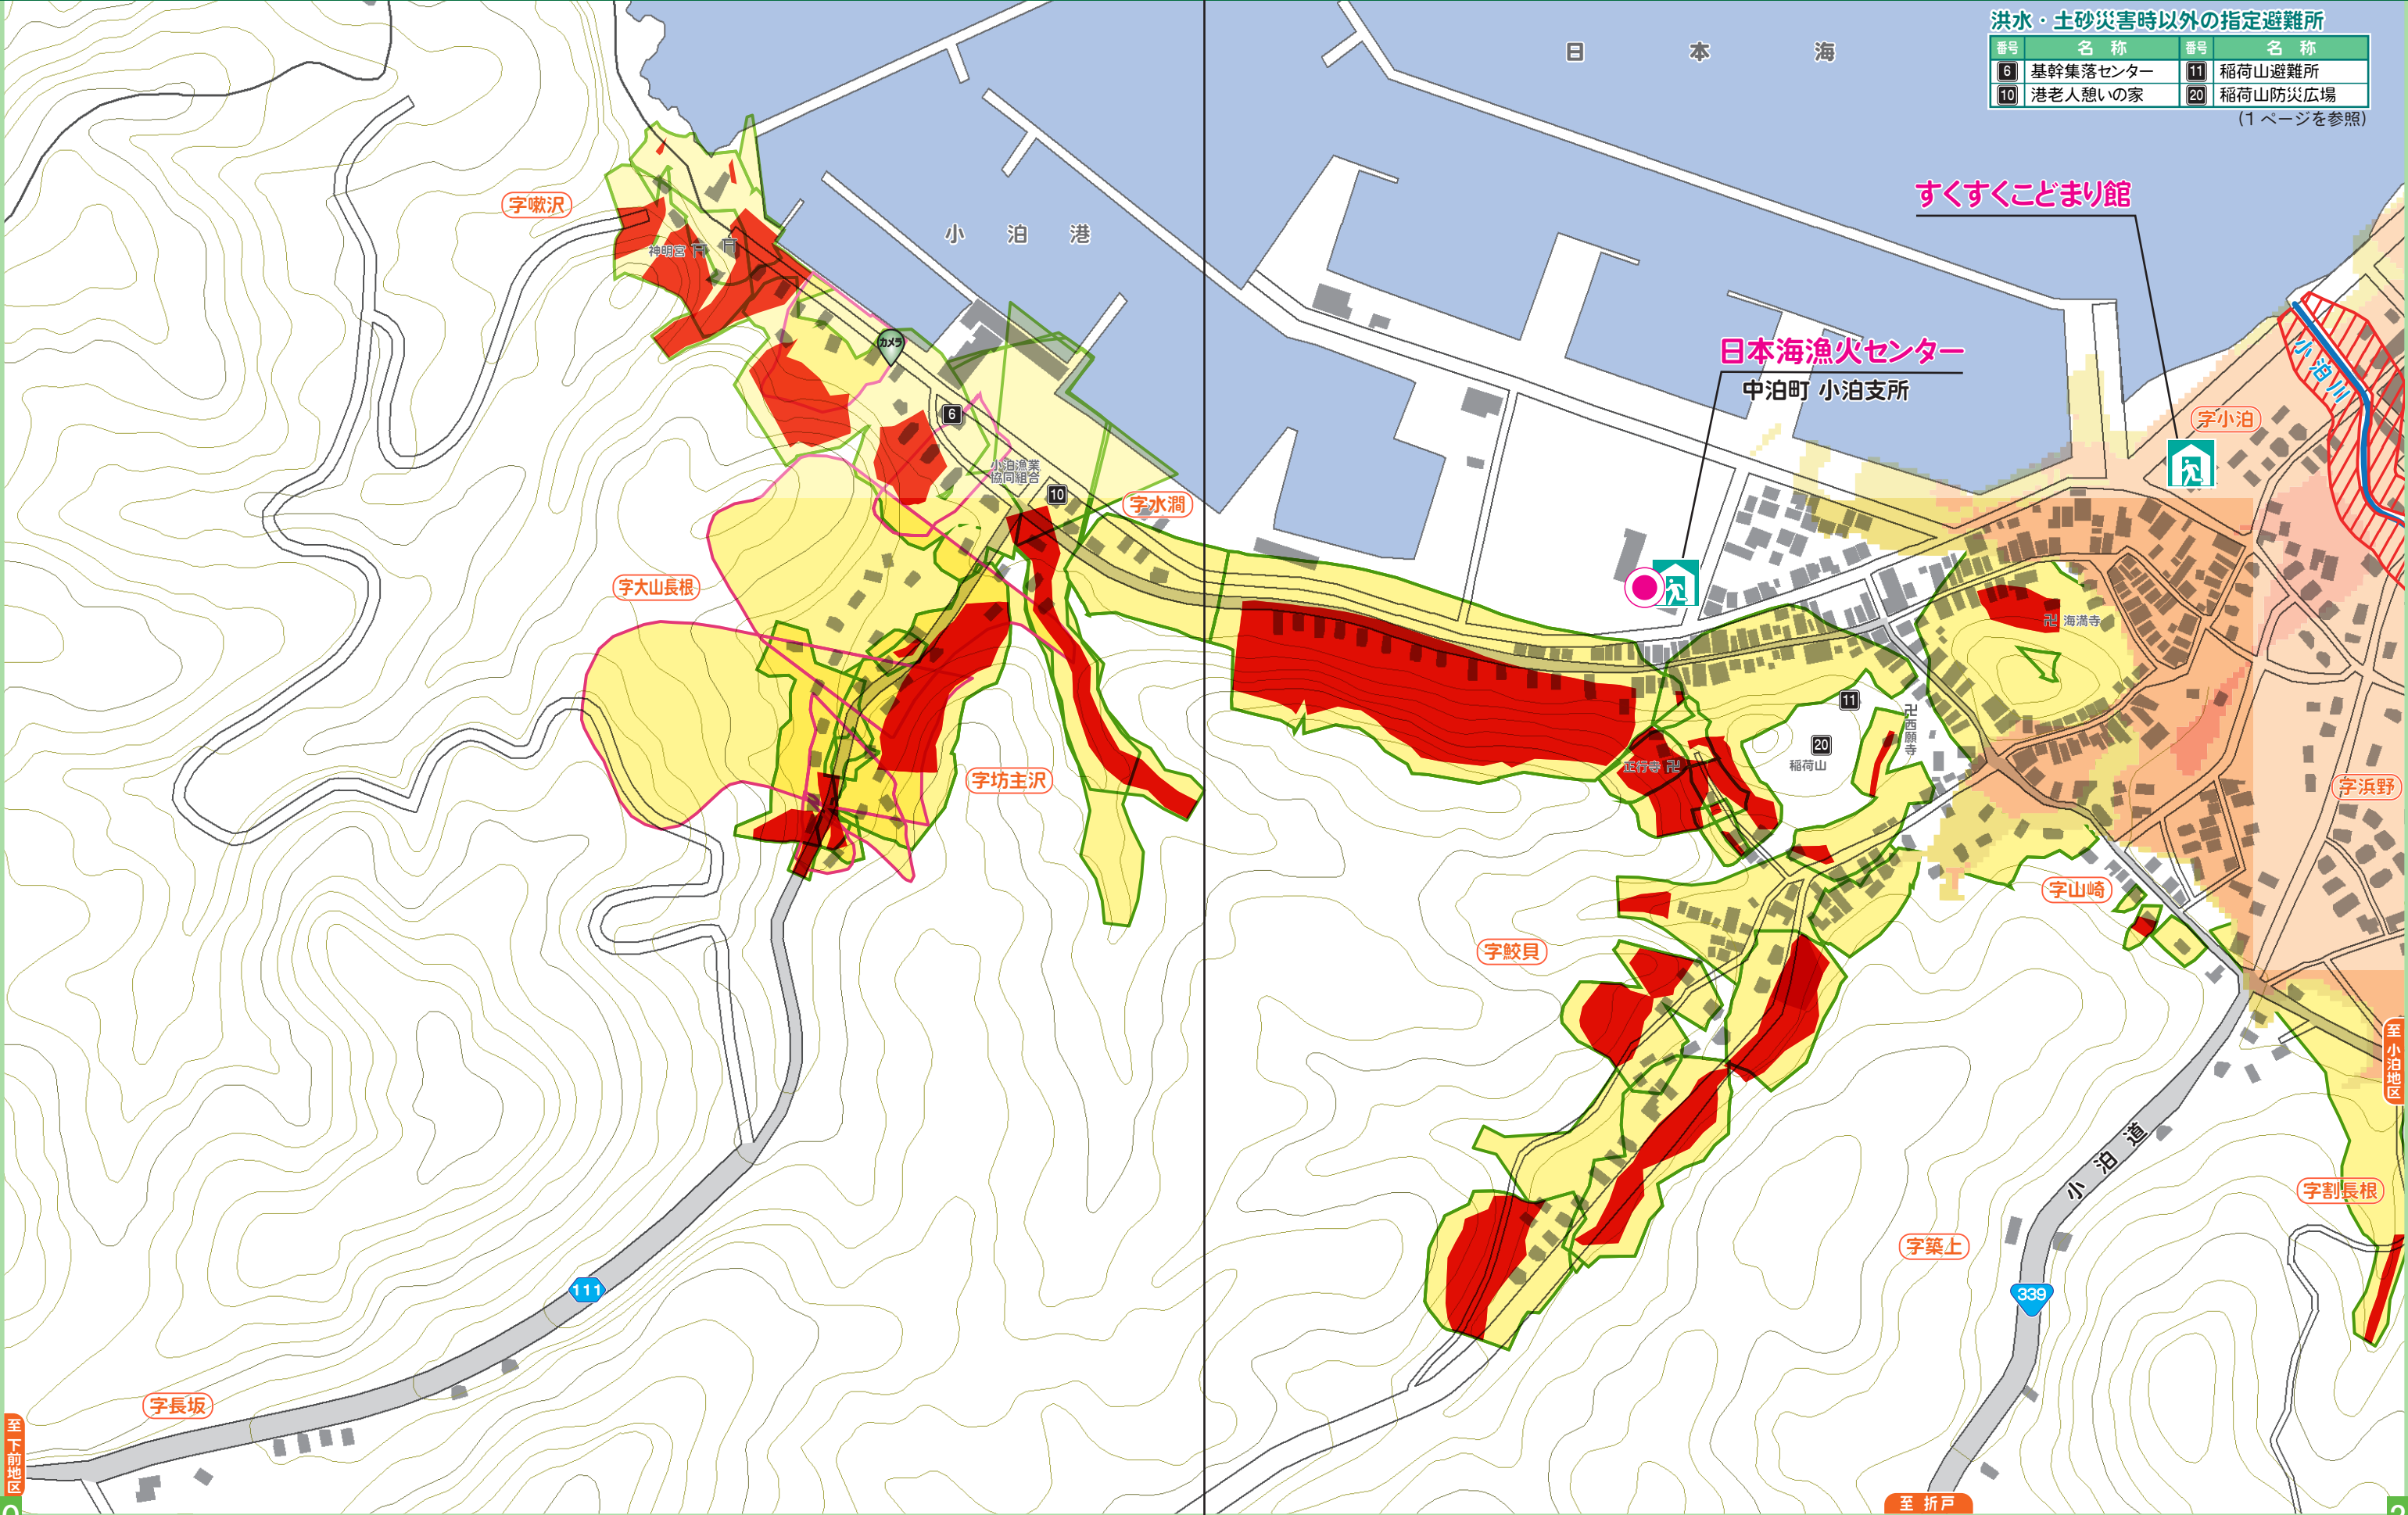 洪水・土砂災害時以外の指定避難所
番号 名 称 番号 名 称
6 基幹集落センター 11 稲荷山避難所
10 港老人憩いの家 20 稲荷山防災広場
(1 ページを参照)
日 本 海
すくすくこどまり館
字嗽沢
小 泊 港
神明宮
カメラ
日本海漁火センター
中泊町 小泊支所
小泊川
字小泊
6
小泊漁業
協同組合
10
字水澗
字大山長根
海満寺
11
西願寺
20
稲荷山
正行寺
字坊主沢
字浜野
字山崎
字鮫貝
至 小泊地区
小泊道
字割長根
字築上
111
339
字長坂
至 下前地区
至 折戸